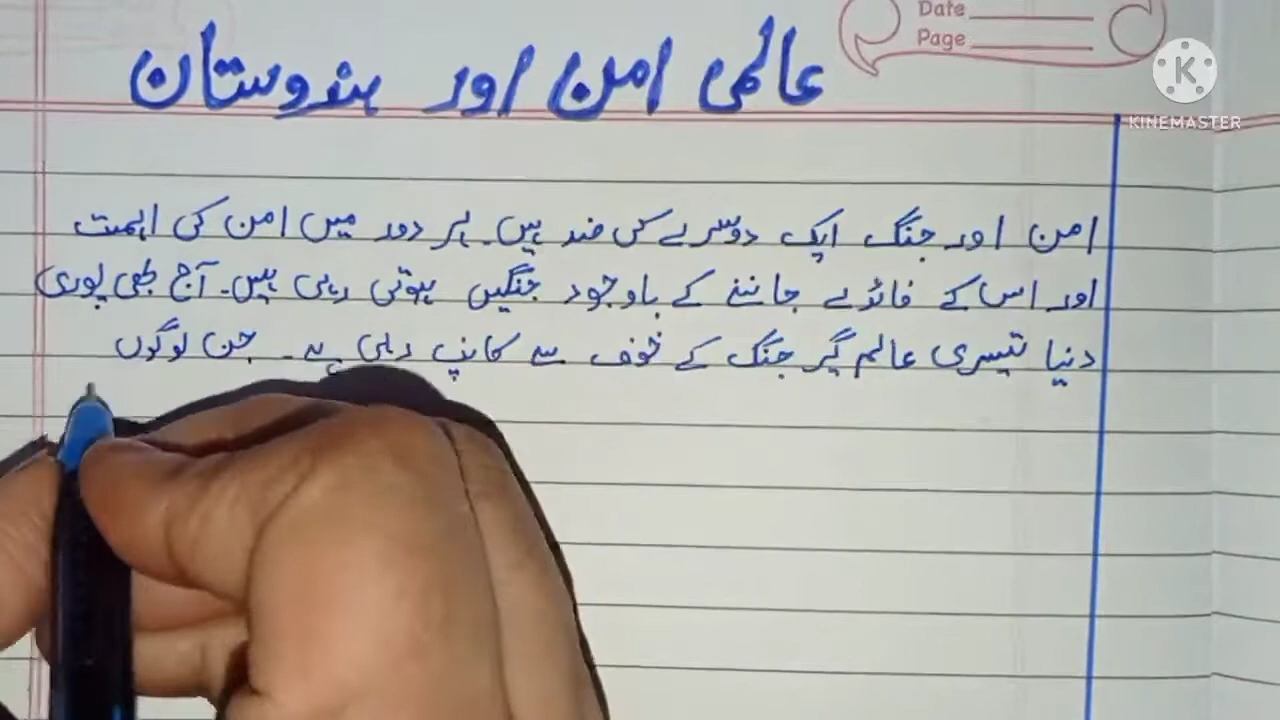 Date
Page
KINEMASTER
عالمی امن اور ہندوستان
امن اور جنگ ایک دوسرے کی ضد ہیں۔ ہر دور میں امن کی اہمت
اور اس کے فائدے جاننے کے باوجود جنگیں ہوتی رہی ہیں۔ آج بھی پوری
دنیا تیسری عالم گیر جنگ کے خوف سے کانپ رہی ہے۔ جن لوگوں